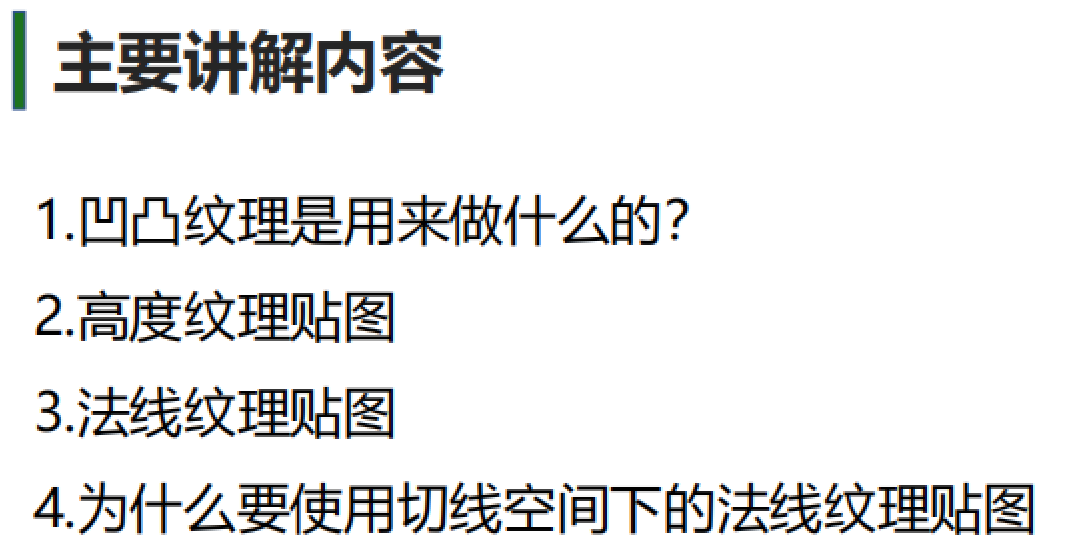 主要讲解内容
1.凹凸纹理是用来做什么的？
2.高度纹理贴图
3.法线纹理贴图
4.为什么要使用切线空间下的法线纹理贴图